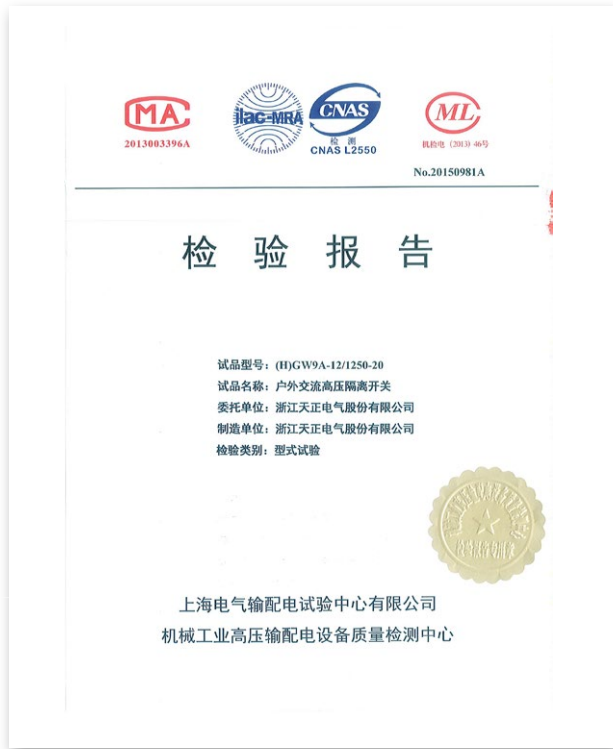 MA
2013003396A
ilac-MRA
CNAS
检 测
CNAS L2550
ML
机检电（2013）46号
No.20150981A
检 验 报 告
试品型号：(H)GW9A-12/1250-20
试品名称：户外交流高压隔离开关
委托单位：浙江天正电气股份有限公司
制造单位：浙江天正电气股份有限公司
检验类别：型式试验
上海电气输配电试验中心有限公司
机械工业高压输配电设备质量检测中心